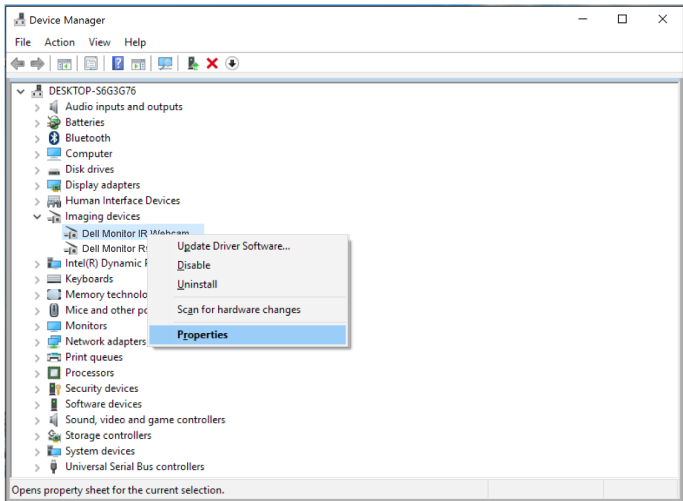 Device Manager
File Action View Help
DESKTOP-S6G3G76
Audio inputs and outputs
Batteries
Bluetooth
Computer
Disk drives
Display adapters
Human Interface Devices
Imaging devices
Dell Monitor IR Webcam
Dell Monitor
Update Driver Software...
Intel(R) Dynamic
Disable
Keyboards
Uninstall
Memory technolo
Mice and other po
Scan for hardware changes
Monitors
Network adapters
Properties
Print queues
Processors
Security devices
Software devices
Sound, video and game controllers
Storage controllers
System devices
Universal Serial Bus controllers
Opens property sheet for the current selection.